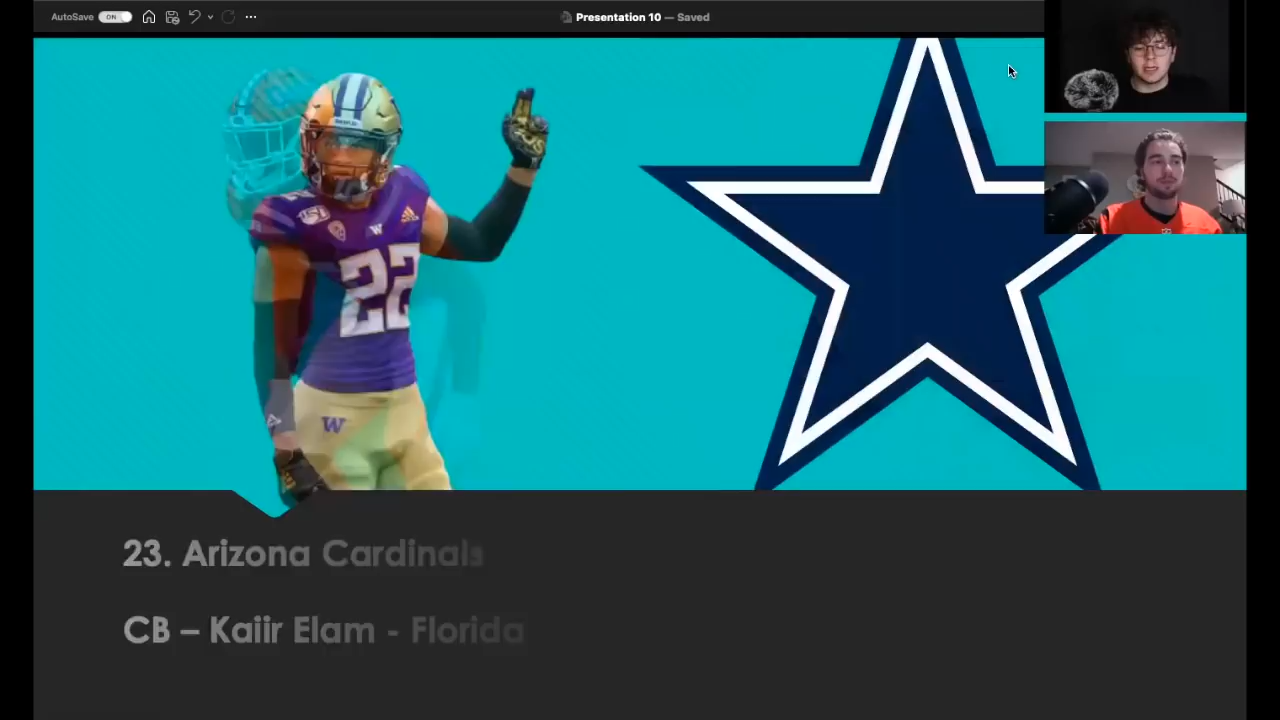 AutoSave ON
Presentation 10 — Saved
W
22
W
23. Arizona Cardinals
CB – Kaiir Elam - Florida